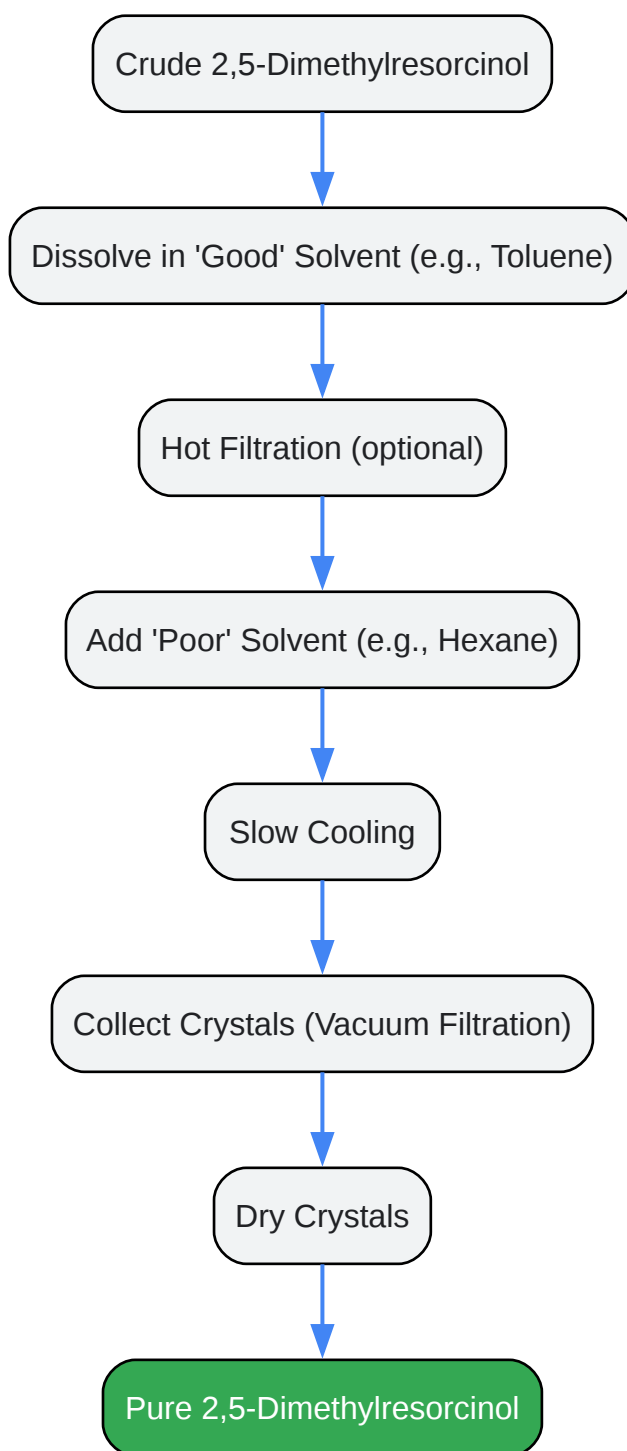 Crude 2,5-Dimethylresorcinol
Dissolve in 'Good' Solvent (e.g., Toluene)
Hot Filtration (optional)
Add 'Poor' Solvent (e.g., Hexane)
Slow Cooling
Collect Crystals (Vacuum Filtration)
Dry Crystals
Pure 2,5-Dimethylresorcinol